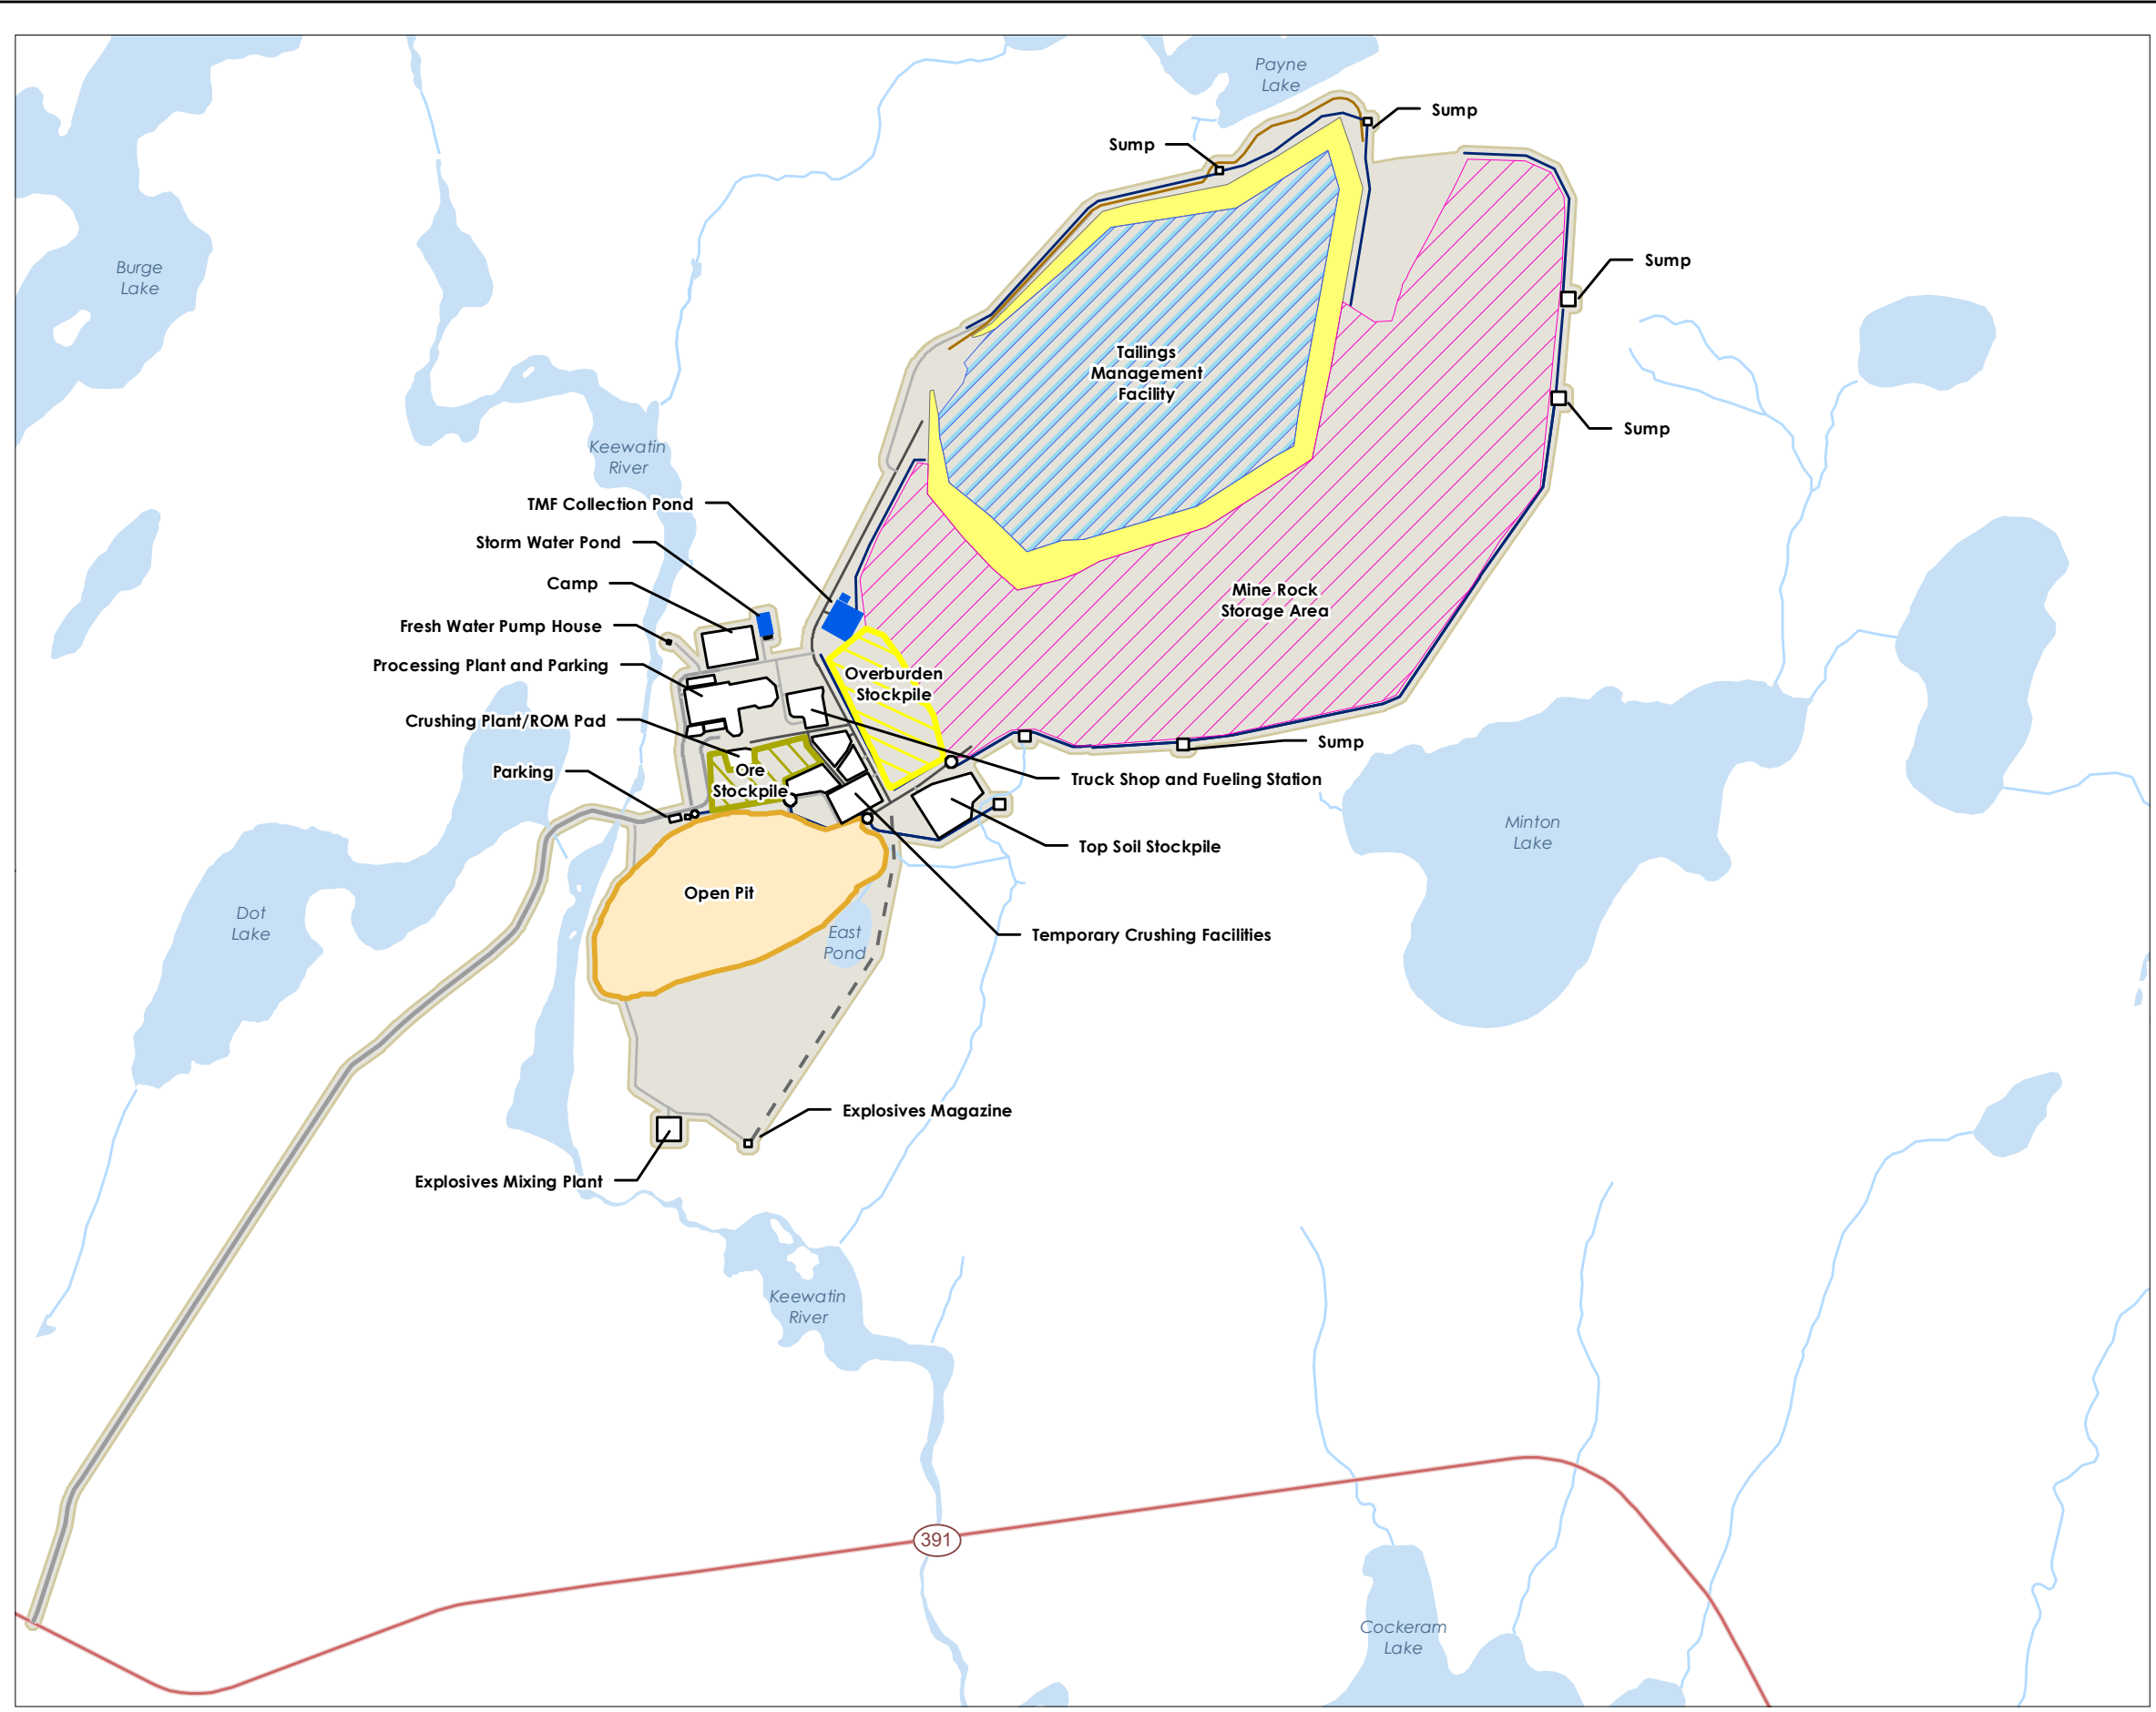 Payne
Lake
Sump
Sump
Burge
Lake
Sump
Tailings
Management
Facility
Sump
Keewatin
River
TMF Collection Pond
Storm Water Pond
Camp
Mine Rock
Storage Area
Fresh Water Pump House
Processing Plant and Parking
Overburden
Stockpile
Crushing Plant/ROM Pad
Sump
Parking
Ore
Stockpile
Truck Shop and Fueling Station
Minton
Lake
Top Soil Stockpile
Open Pit
Dot
Lake
East
Pond
Temporary Crushing Facilities
Explosives Magazine
Explosives Mixing Plant
Keewatin
River
391
Cockeram
Lake